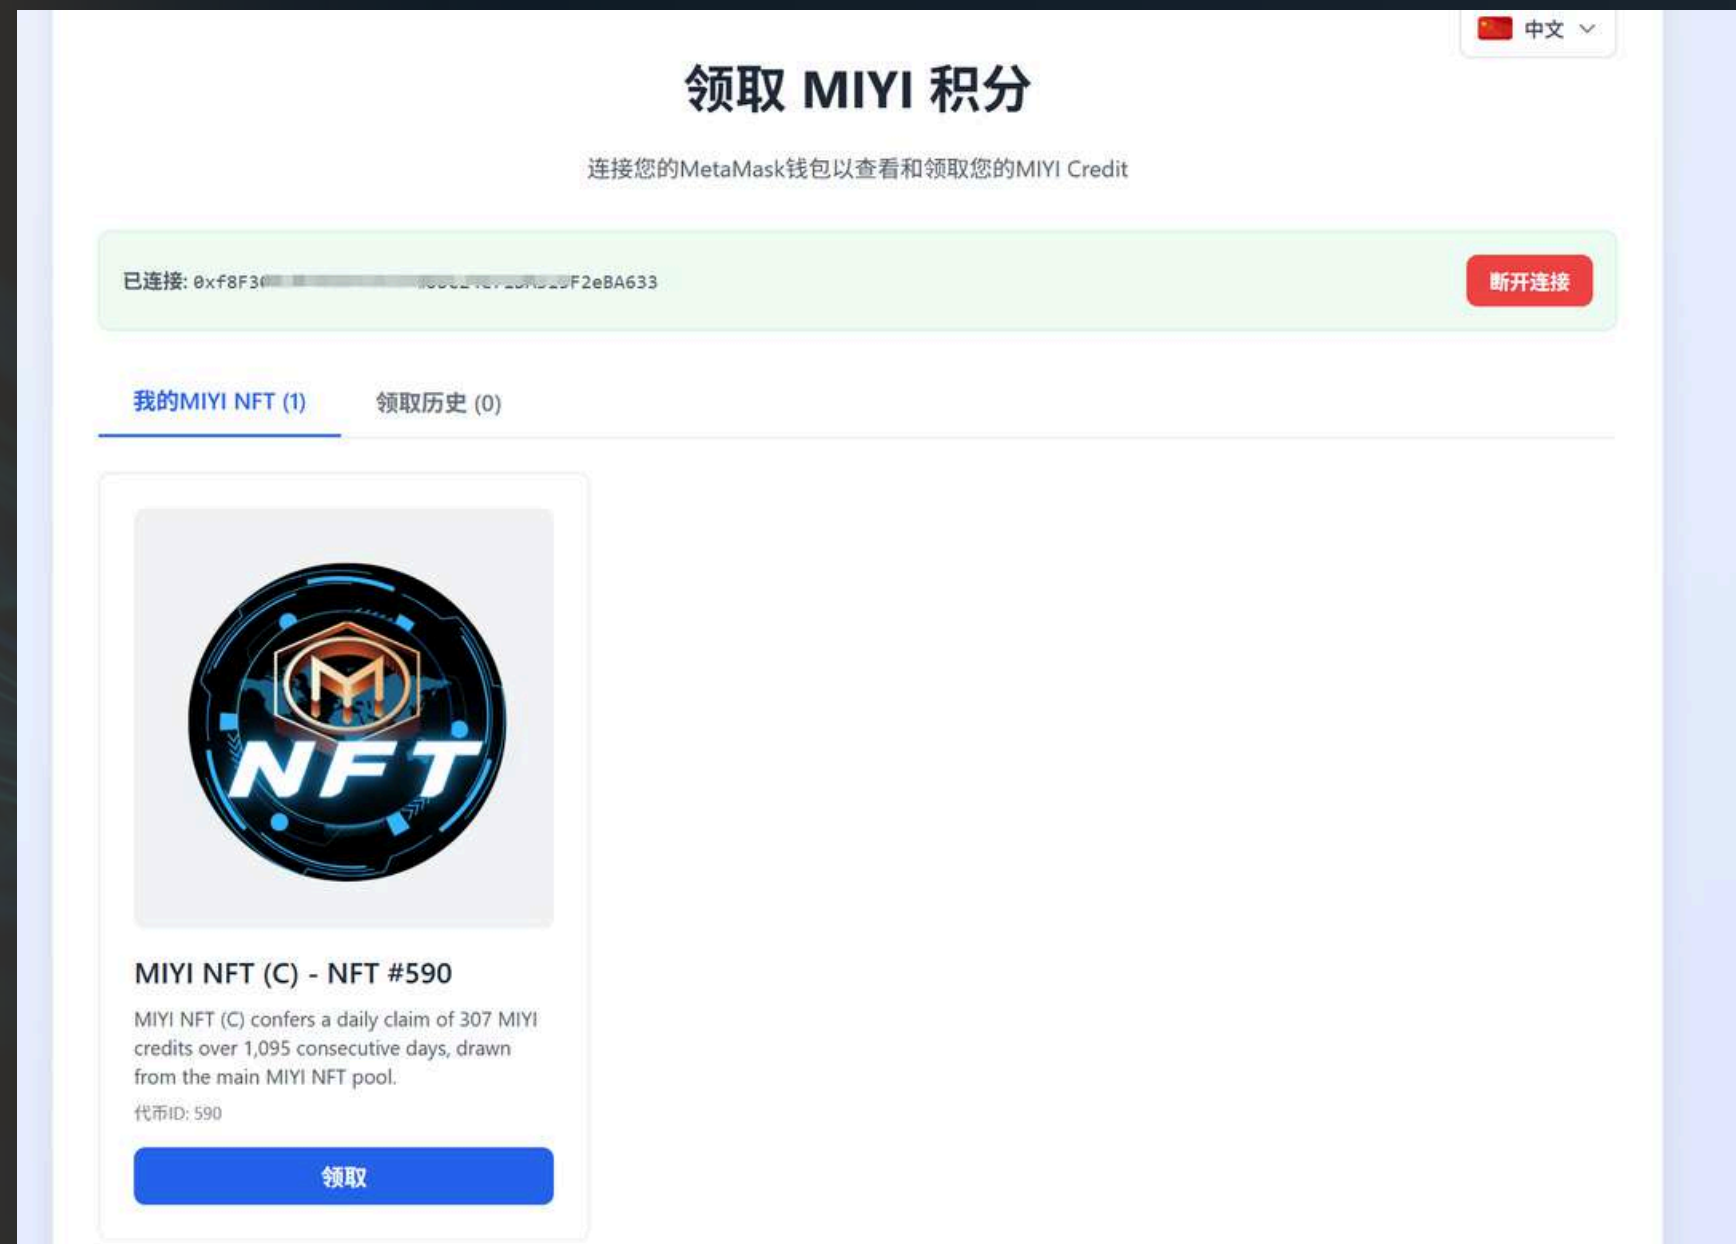 中文
领取 MIYI 积分
连接您的MetaMask钱包以查看和领取您的MIYI Credit
已连接: 0xf8F3 F2eBA633
断开连接
我的MIYI NFT (1)
领取历史 (0)
M
NFT
MIYI NFT (C) - NFT #590
MIYI NFT (C) confers a daily claim of 307 MIYI
credits over 1,095 consecutive days, drawn
from the main MIYI NFT pool.
代币ID: 590
领取